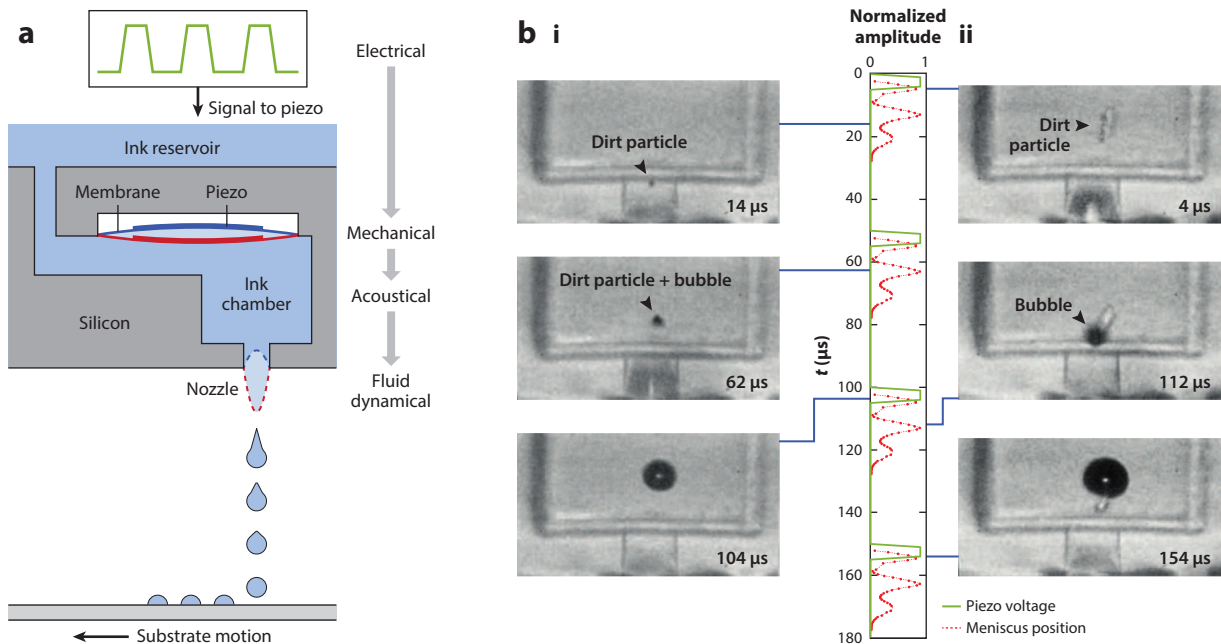 a
Electrical
Signal to piezo
Ink reservoir
Membrane
Piezo
Mechanical
Ink
chamber
Acoustical
Silicon
Nozzle
Fluid
dynamical
Substrate motion
b i
Normalized
amplitude
ii
0
1
0
20
40
60
80
100
120
140
160
180
t (μs)
Dirt particle
14 μs
Dirt particle + bubble
62 μs
104 μs
Dirt
particle
4 μs
Bubble
112 μs
154 μs
Piezo voltage
Meniscus position